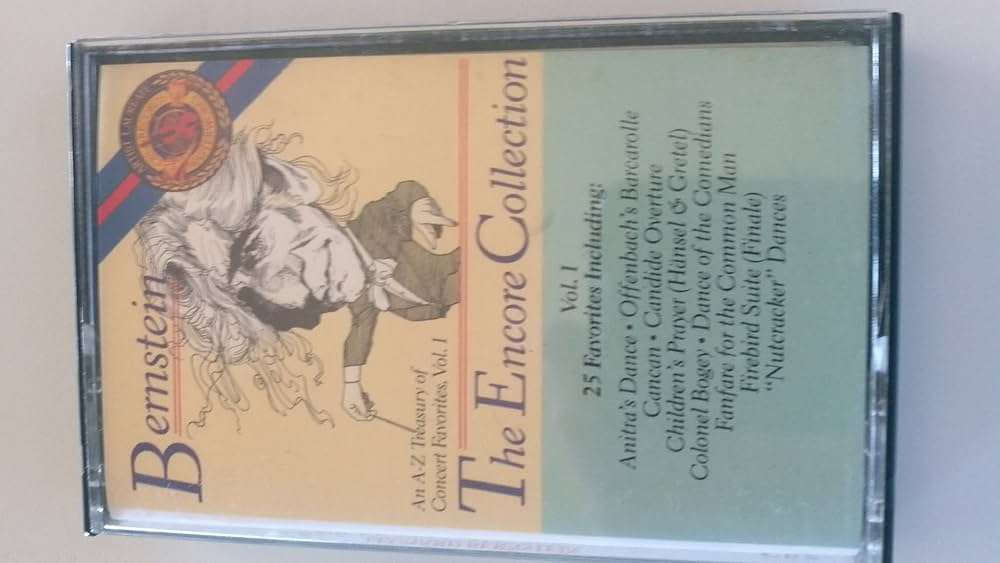 Bernstein
An A-Z Treasury of
Concert Favorites, Vol. 1
The Encore Collection
Vol. 1
25 Favorites Including:
Anitra's Dance • Offenbach's Barcarolle
Cancan • Candide Overture
Children's Prayer (Hansel & Gretel)
Colonel Bogey • Dance of the Comedians
Fanfare for the Common Man
Firebird Suite (Finale)
"Nutcracker" Dances